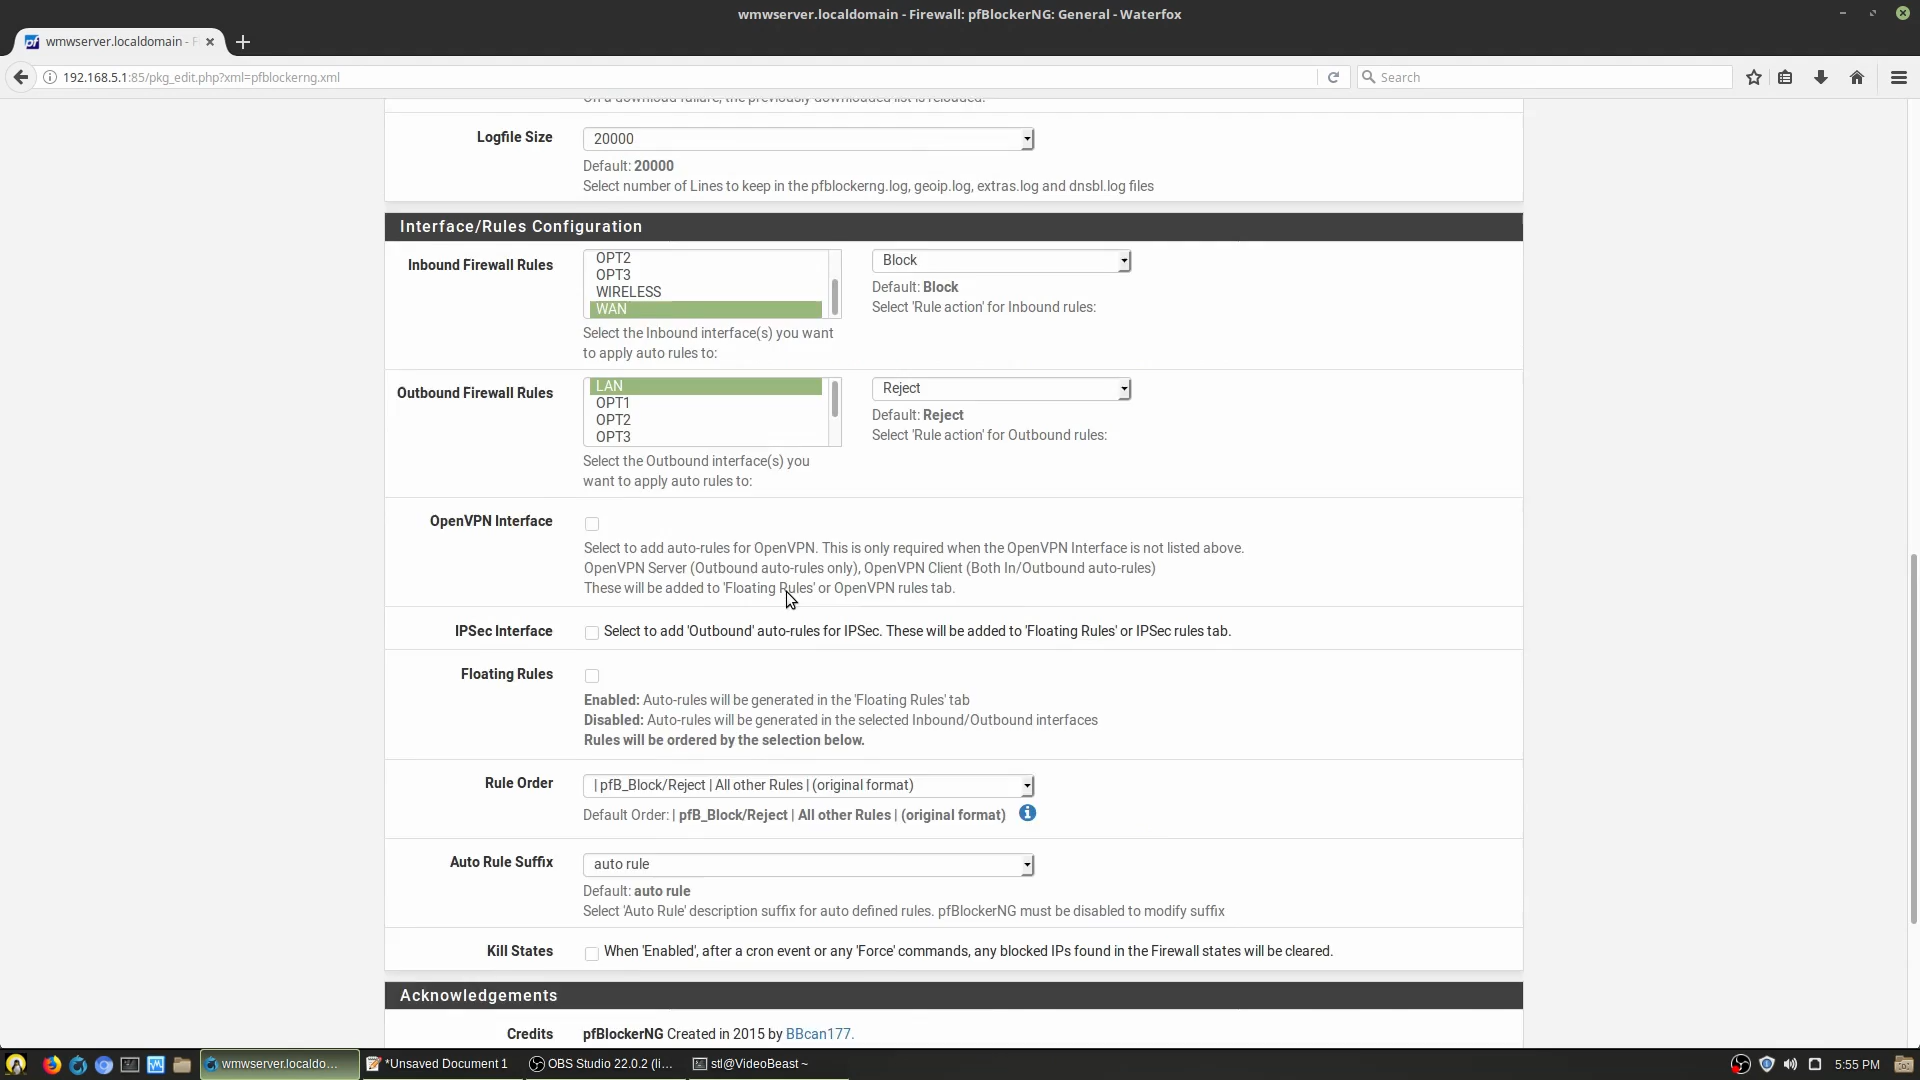 wmwserver.localdomain - Firewall: pfBlockerNG: General - Waterfox
pf wmwserver.localdomain - F
192.168.5.1:85/pkg_edit.php?xml=pfblockerng.xml
Search
On a download failure, the previously downloaded list is reloaded.
Logfile Size
20000
Default: 20000
Select number of Lines to keep in the pfblockerng.log, geoip.log, extras.log and dnsbl.log files
Interface/Rules Configuration
Inbound Firewall Rules
OPT2
OPT3
WIRELESS
WAN
Select the Inbound interface(s) you want
to apply auto rules to:
Block
Default: Block
Select 'Rule action' for Inbound rules:
Outbound Firewall Rules
LAN
OPT1
OPT2
OPT3
Select the Outbound interface(s) you
want to apply auto rules to:
Reject
Default: Reject
Select 'Rule action' for Outbound rules:
OpenVPN Interface
Select to add auto-rules for OpenVPN. This is only required when the OpenVPN Interface is not listed above.
OpenVPN Server (Outbound auto-rules only), OpenVPN Client (Both In/Outbound auto-rules)
These will be added to 'Floating Rules' or OpenVPN rules tab.
IPSec Interface
Select to add 'Outbound' auto-rules for IPSec. These will be added to 'Floating Rules' or IPSec rules tab.
Floating Rules
Enabled: Auto-rules will be generated in the 'Floating Rules' tab
Disabled: Auto-rules will be generated in the selected Inbound/Outbound interfaces
Rules will be ordered by the selection below.
Rule Order
| pfB_Block/Reject | All other Rules | (original format)
Default Order: | pfB_Block/Reject | All other Rules | (original format)
Auto Rule Suffix
auto rule
Default: auto rule
Select 'Auto Rule' description suffix for auto defined rules. pfBlockerNG must be disabled to modify suffix
Kill States
When 'Enabled', after a cron event or any 'Force' commands, any blocked IPs found in the Firewall states will be cleared.
Acknowledgements
Credits
pfBlockerNG Created in 2015 by BBcan177.
wmwserver.localdo...
*Unsaved Document 1
OBS Studio 22.0.2 (li...
stl@VideoBeast ~
5:55 PM